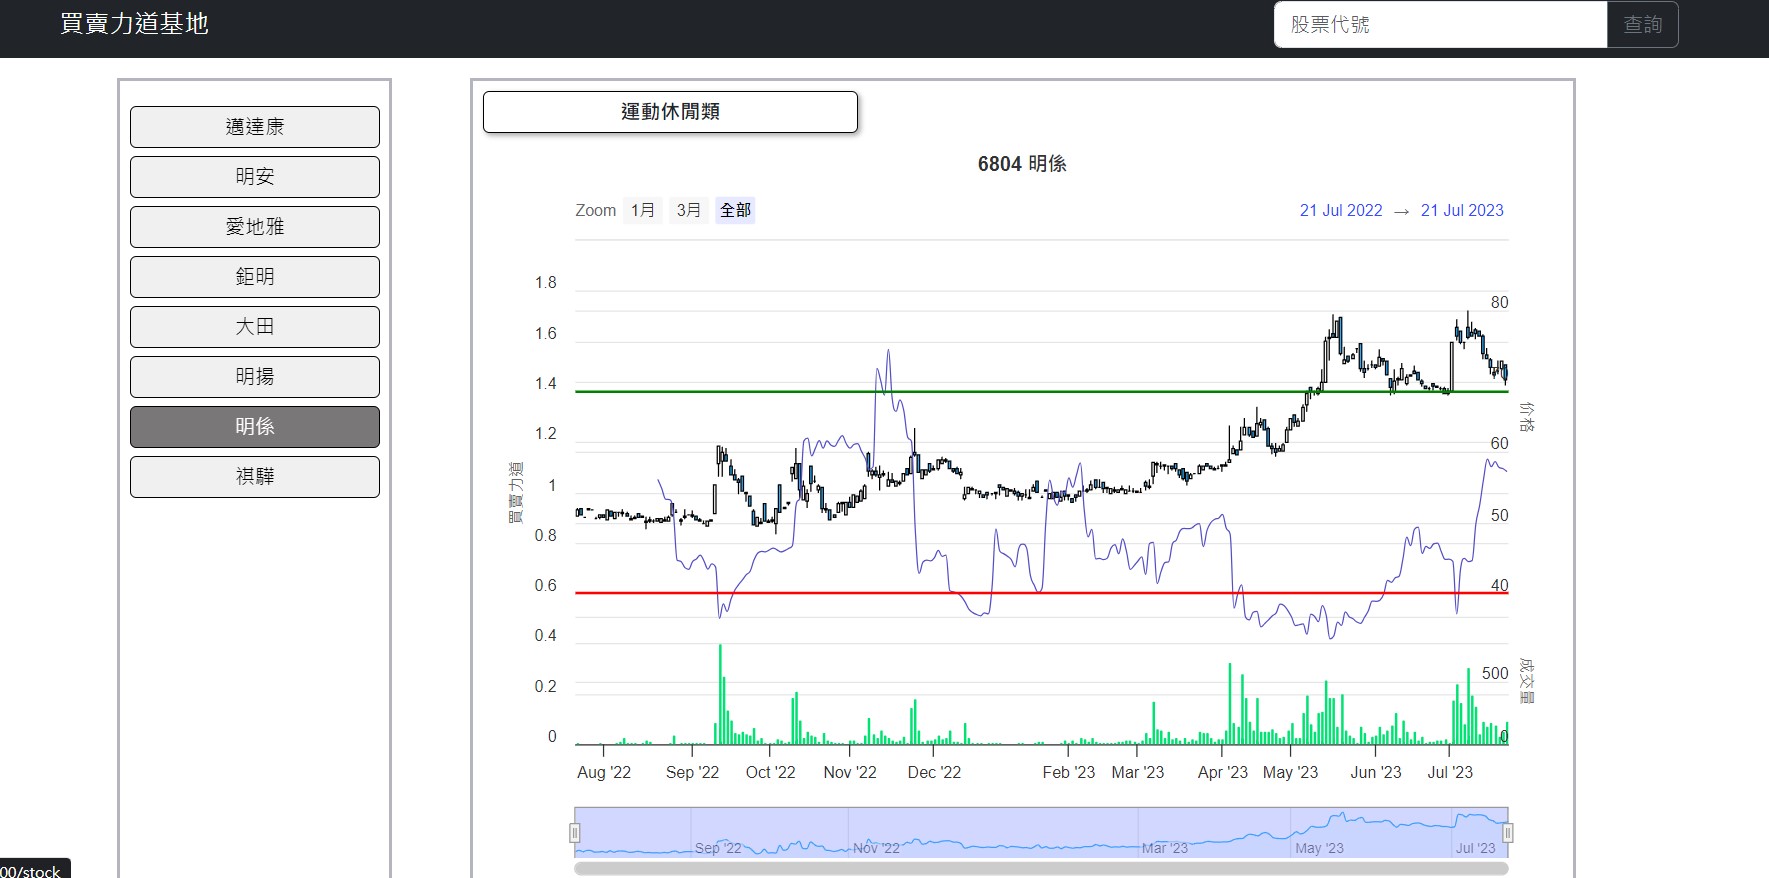 買賣力道基地
股票代號
查詢
邁達康
明安
愛地雅
鉅明
大田
明揚
明係
祺驊
運動休閒類
6804 明係
Zoom 1月 3月 全部
21 Jul 2022 → 21 Jul 2023
買賣力道
1.8
1.6
1.4
1.2
1
0.8
0.6
0.4
0.2
0
80
60
50
40
价格
500
0
成交量
Aug '22 Sep '22 Oct '22 Nov '22 Dec '22 Feb '23 Mar '23 Apr '23 May '23 Jun '23 Jul '23
Sep '22 Nov '22 Mar '23 May '23 Jul '23
00/stock